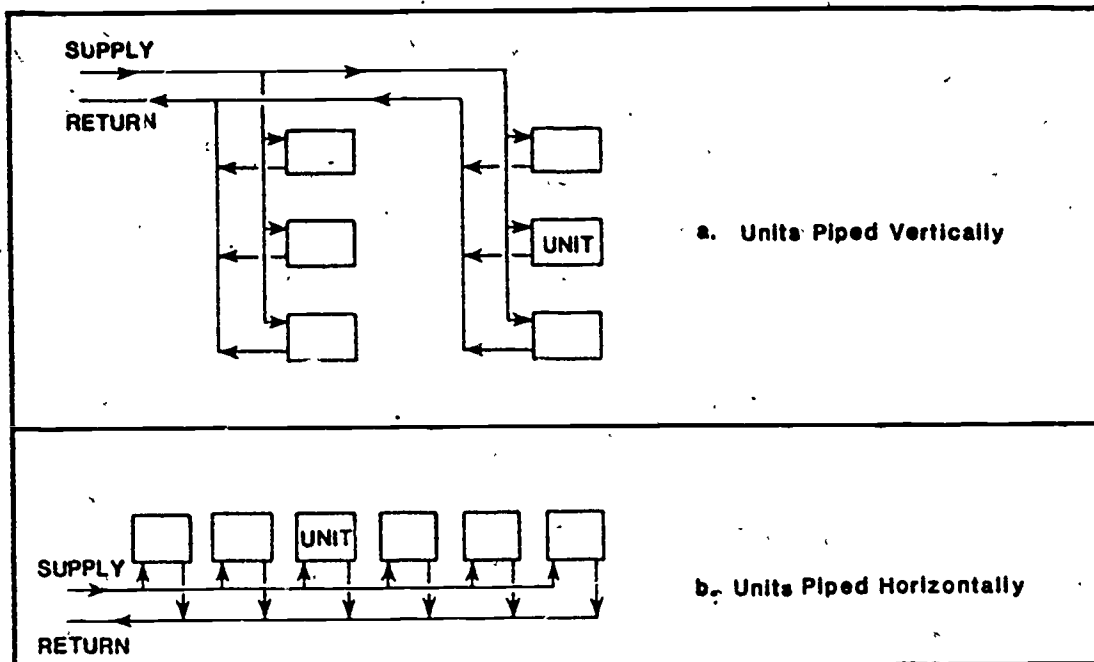 SUPPLY
RETURN
UNIT
a. Units Piped Vertically
UNIT
SUPPLY
b. Units Piped Horizontally
RETURN